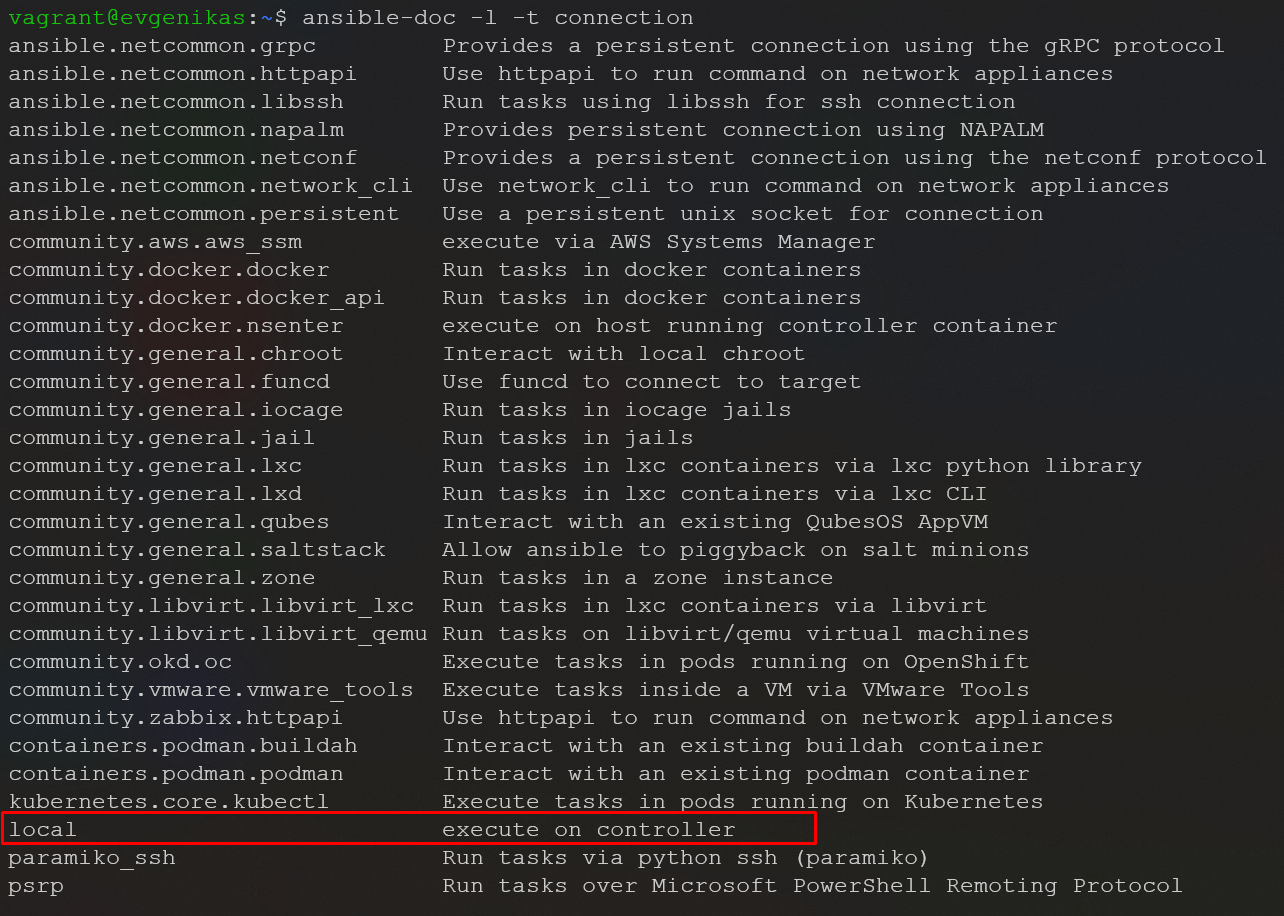 vagrant@evgenikas:~$ ansible-doc -l -t connection
ansible.netcommon.grpc Provides a persistent connection using the gRPC protocol
ansible.netcommon.httpapi Use httpapi to run command on network appliances
ansible.netcommon.libssh Run tasks using libssh for ssh connection
ansible.netcommon.napalm Provides persistent connection using NAPALM
ansible.netcommon.netconf Provides a persistent connection using the netconf protocol
ansible.netcommon.network_cli Use network_cli to run command on network appliances
ansible.netcommon.persistent Use a persistent unix socket for connection
community.aws.aws_ssm execute via AWS Systems Manager
community.docker.docker Run tasks in docker containers
community.docker.docker_api Run tasks in docker containers
community.docker.nsenter execute on host running controller container
community.general.chroot Interact with local chroot
community.general.funcd Use funcd to connect to target
community.general.iocage Run tasks in iocage jails
community.general.jail Run tasks in jails
community.general.lxc Run tasks in lxc containers via lxc python library
community.general.lxd Run tasks in lxc containers via lxc CLI
community.general.qubes Interact with an existing QubesOS AppVM
community.general.saltstack Allow ansible to piggyback on salt minions
community.general.zone Run tasks in a zone instance
community.libvirt.libvirt_lxc Run tasks in lxc containers via libvirt
community.libvirt.libvirt_qemu Run tasks on libvirt/qemu virtual machines
community.okd.oc Execute tasks in pods running on OpenShift
community.vmware.vmware_tools Execute tasks inside a VM via VMware Tools
community.zabbix.httpapi Use httpapi to run command on network appliances
containers.podman.buildah Interact with an existing buildah container
containers.podman.podman Interact with an existing podman container
kubernetes.core.kubectl Execute tasks in pods running on Kubernetes
local execute on controller
paramiko_ssh Run tasks via python ssh (paramiko)
psrp Run tasks over Microsoft PowerShell Remoting Protocol